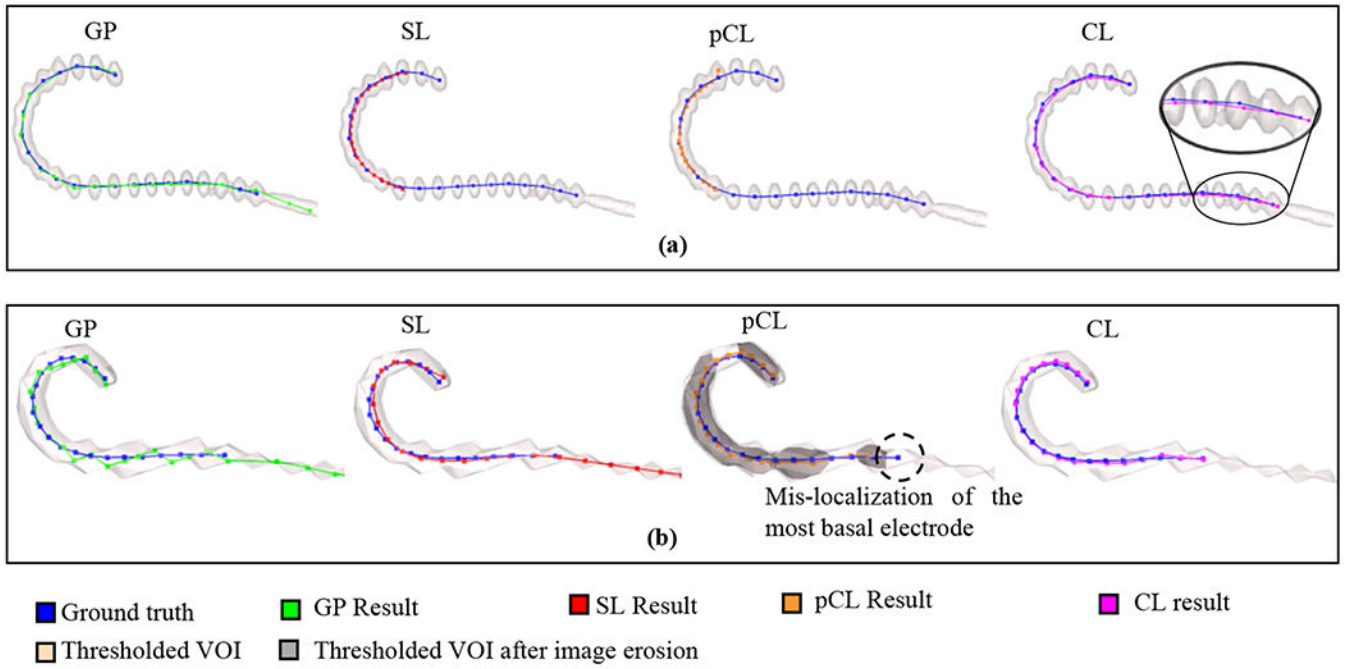 GP SL pCL CL
(a)
GP SL pCL CL
Mis-localization of the
most basal electrode
(b)
Ground truth GP Result SL Result pCL Result CL result
Thresholded VOI Thresholded VOI after image erosion